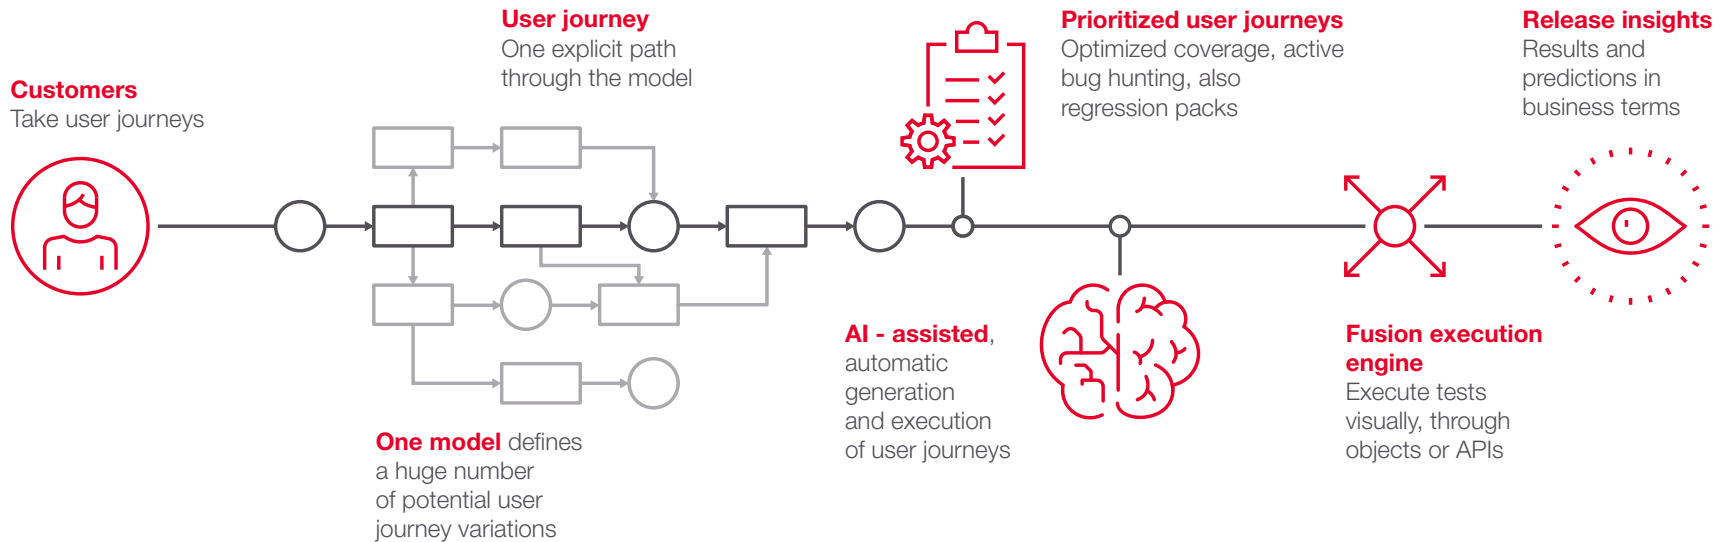 Customers
Take user journeys
User journey
One explicit path
through the model
One model defines
a huge number
of potential user
journey variations
Prioritized user journeys
Optimized coverage, active
bug hunting, also
regression packs
AI - assisted,
automatic
generation
and execution
of user journeys
Fusion execution
engine
Execute tests
visually, through
objects or APIs
Release insights
Results and
predictions in
business terms